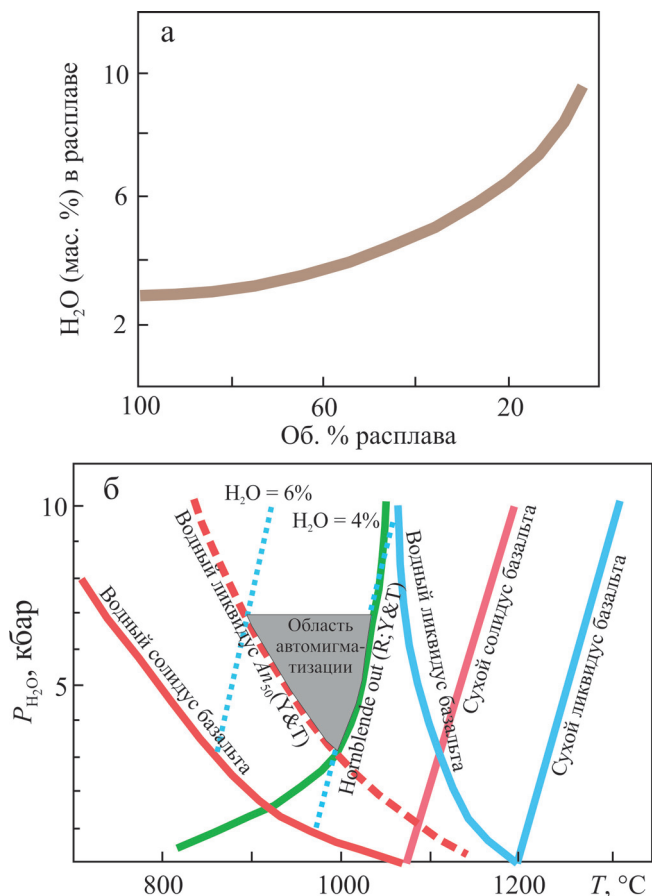 а
H₂O (мас. %) в расплаве
10
6
2
100
60
20
Об. % расплава
б
H₂O = 6%
H₂O = 4%
10
5
P_H₂O, кбар
Водный солидус базальта
Водный ликвидус An₅₀(Y&T)
Область
автомигма-
тизации
Hornblende out (R; Y&T)
Водный ликвидус базальта
Сухой солидус базальта
Сухой ликвидус базальта
800
1000
1200
T, °C